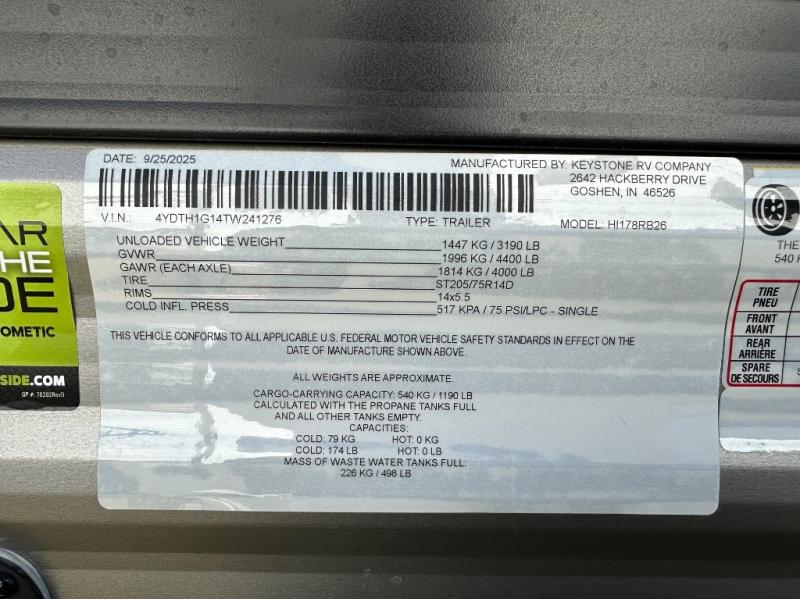 AR
THE
DE
OMETIC
SIDE.COM
GP #: 76202RevD
DATE: 9/25/2025
MANUFACTURED BY: KEYSTONE RV COMPANY
2642 HACKBERRY DRIVE
GOSHEN, IN 46526
V.I.N. 4YDTH1G14TW241276 TYPE: TRAILER MODEL: HI178RB26
UNLOADED VEHICLE WEIGHT 1447 KG / 3190 LB
GVWR 1996 KG / 4400 LB
GAWR (EACH AXLE) 1814 KG / 4000 LB
TIRE ST205/75R14D
RIMS 14x5.5
COLD INFL. PRESS 517 KPA / 75 PSI/LPC - SINGLE
THIS VEHICLE CONFORMS TO ALL APPLICABLE U.S. FEDERAL MOTOR VEHICLE SAFETY STANDARDS IN EFFECT ON THE
DATE OF MANUFACTURE SHOWN ABOVE.
ALL WEIGHTS ARE APPROXIMATE.
CARGO-CARRYING CAPACITY: 540 KG / 1190 LB
CALCULATED WITH THE PROPANE TANKS FULL
AND ALL OTHER TANKS EMPTY.
CAPACITIES:
COLD: 79 KG HOT: 0 KG
COLD: 174 LB HOT: 0 LB
MASS OF WASTE WATER TANKS FULL:
226 KG / 498 LB
THE
540 K
TIRE
PNEU
FRONT
AVANT
REAR
ARRIÈRE
SPARE
DE SECOURS
S